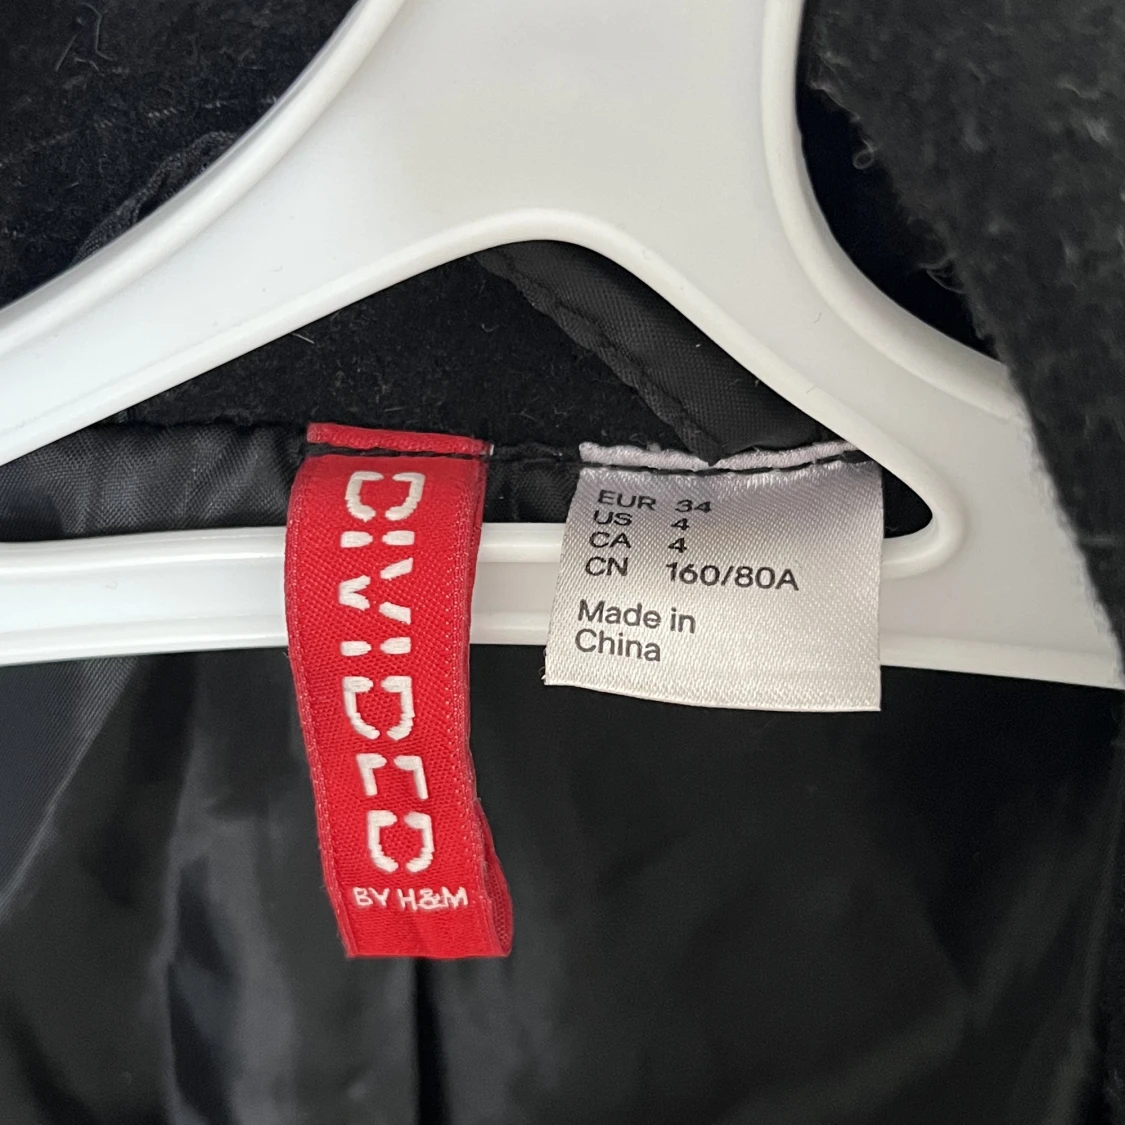 DIVIDED
BY H&M
EUR 34
US 4
CA 4
CN 160/80A
Made in
China